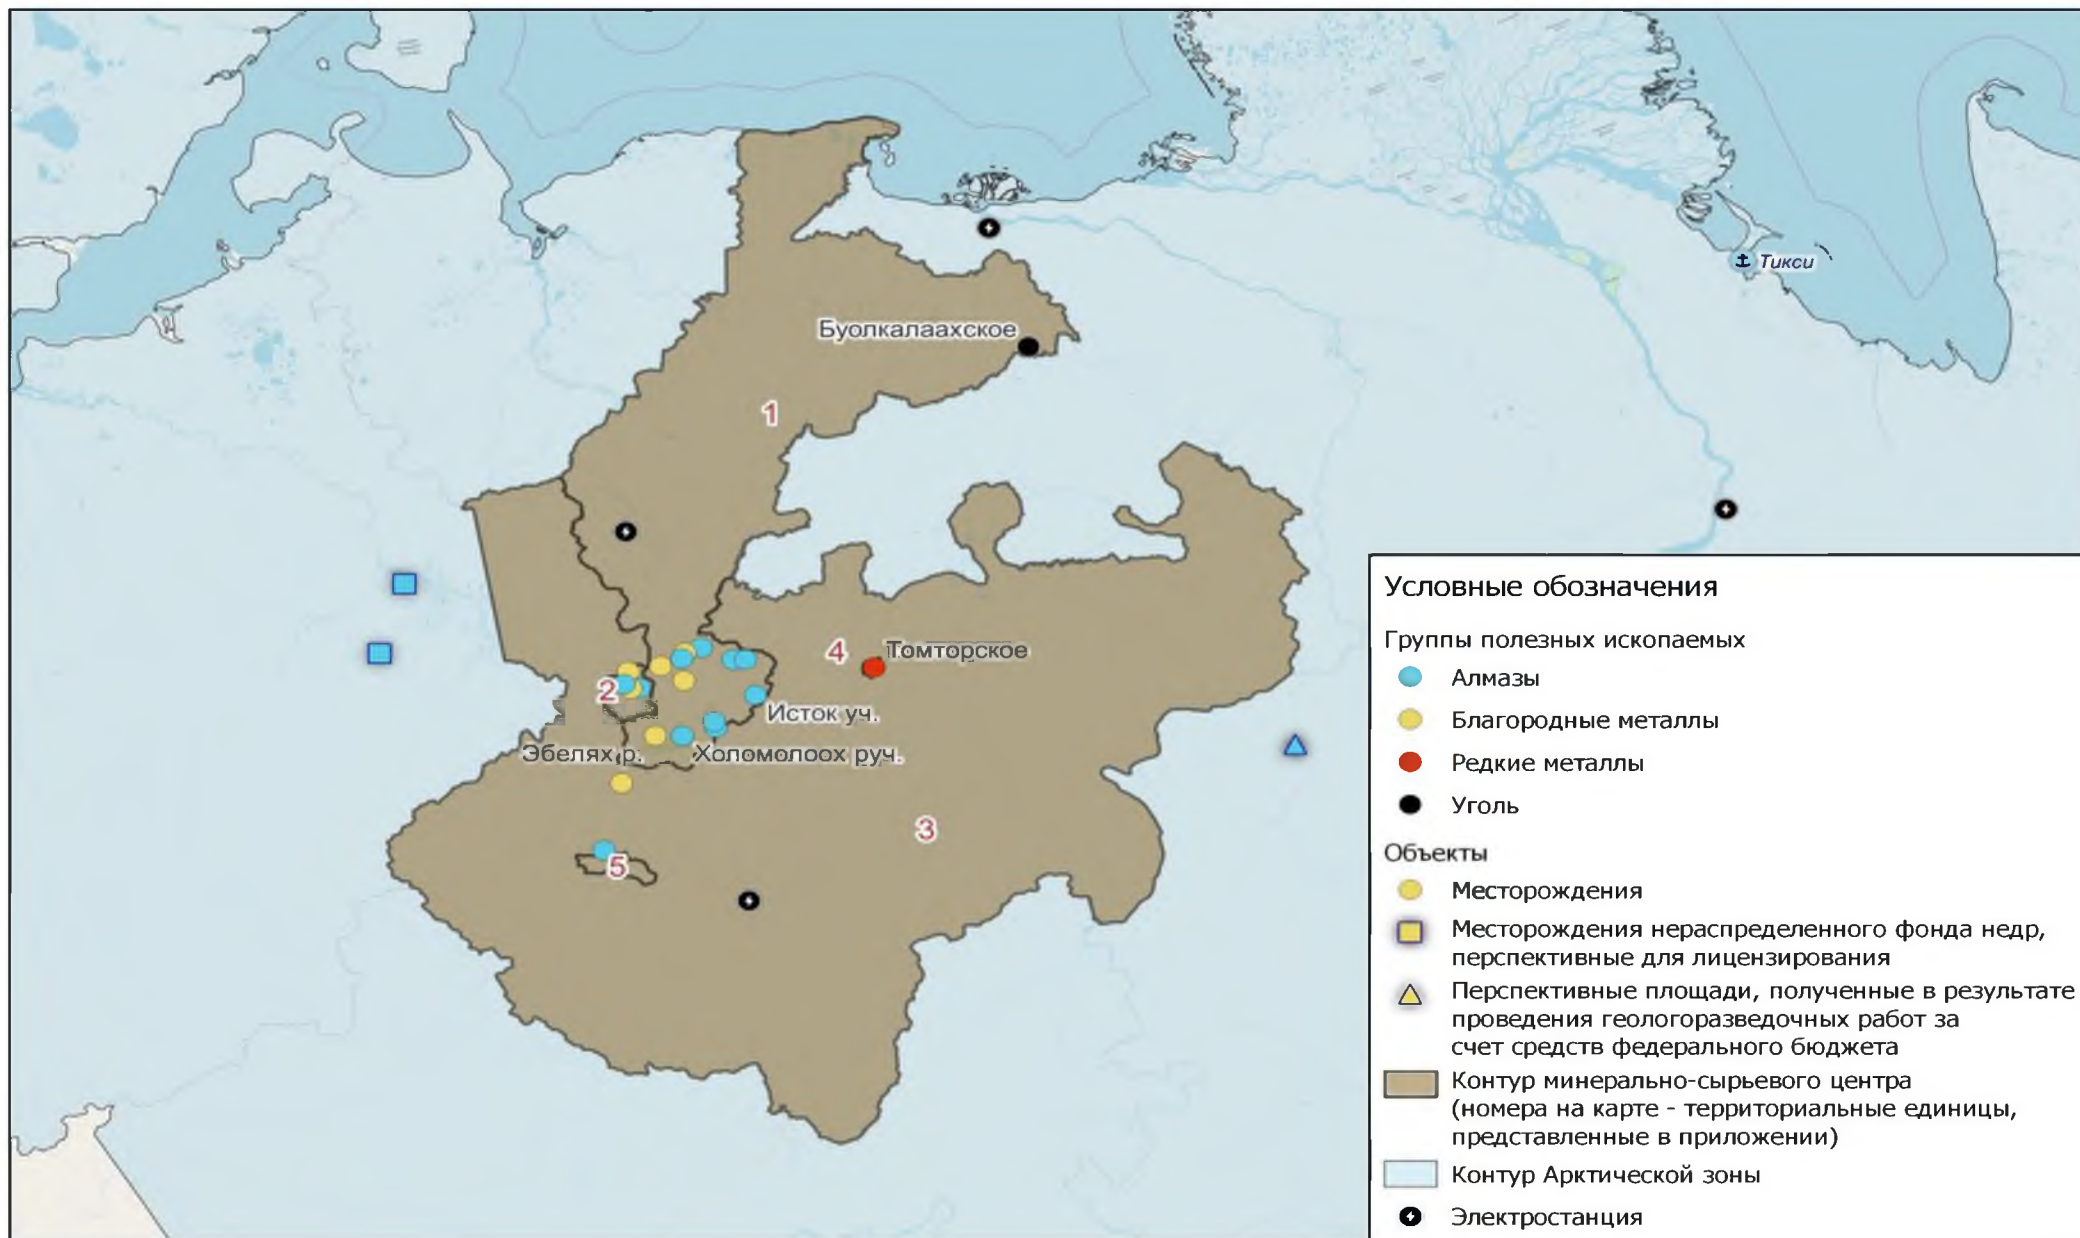 Тикси
Буолкалаахское
1
4
Томторское
2
Исток уч.
Эбелях р.
Холомолоох руч.
3
5
Условные обозначения
Группы полезных ископаемых
Алмазы
Благородные металлы
Редкие металлы
Уголь
Объекты
Месторождения
Месторождения нераспределенного фонда недр,
перспективные для лицензирования
Перспективные площади, полученные в результате
проведения геологоразведочных работ за
счет средств федерального бюджета
Контур минерально-сырьевого центра
(номера на карте - территориальные единицы,
представленные в приложении)
Контур Арктической зоны
Электростанция